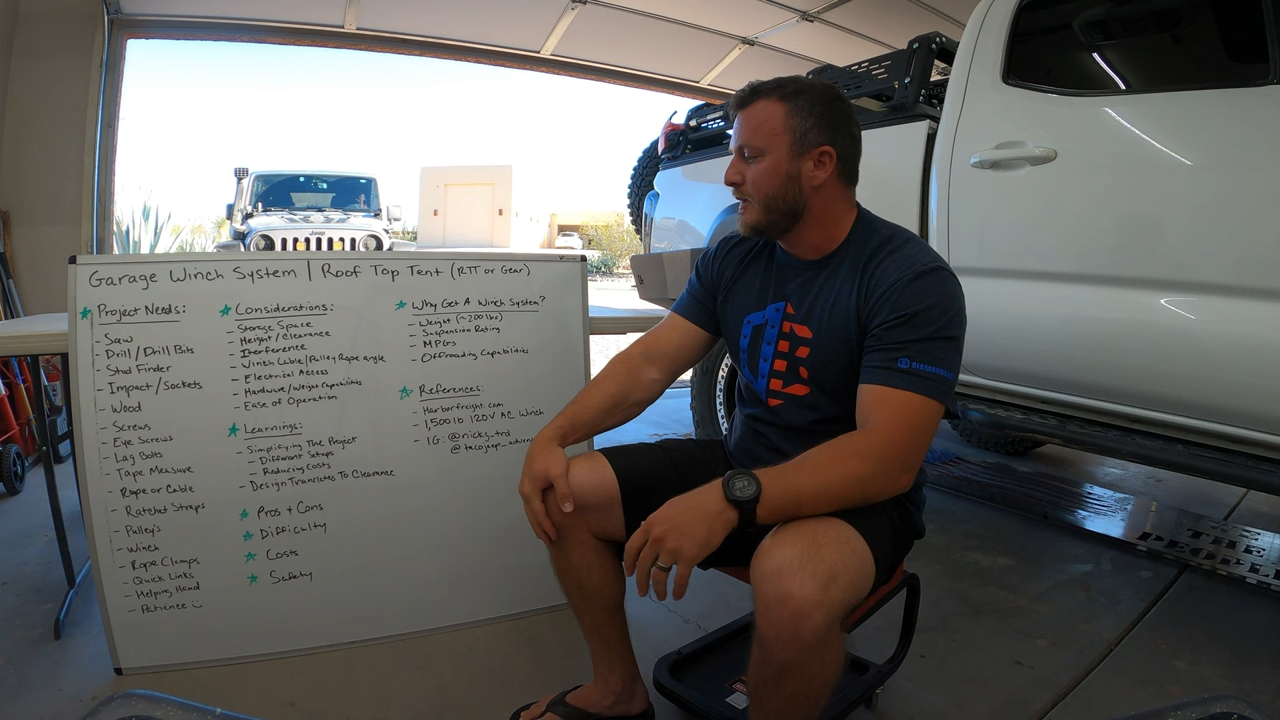 Garage Winch System | Roof Top Tent (RTT or Gear)
Project Needs:
- Saw
- Drill/Drill Bits
- Stud Finder
- Impact/Sockets
- Wood
- Screws
- Eye Screws
- Lag Bolts
- Tape Measure
- Rope or Cable
- Ratchet Straps
- Pulley's
- Winch
- Rope Clamps
- Quick Links
- Helping Hand
- Patience
Considerations:
- Storage Space
- Height/Clearance
- Winch Cable/Pulley Rope angle
- Electrical Access
- Hardware/Weight Capabilities
- Ease of Operation
Learnings:
- Simplifying The Project
- Different Setups
- Reducing Costs
- Design Translates To Clearance
Pros + Cons
Difficulty
Costs
Safety
Why Get A Winch System?
- Weight (~200 lbs)
- Suspension Rating
- MPGs
- Offroading Capabilities
References:
- Harborfreight.com
- 1,500 lb 120V AC Winch
- IG: @nicky_trd
@tacojeep_adven
Jeep
THE
PEOPLE